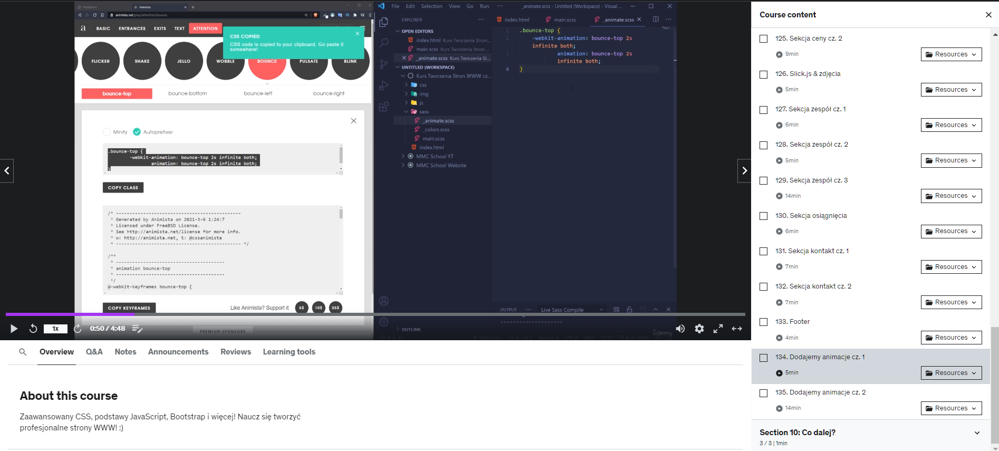 ProGamers
Animista
animista.net/play/attention/bounce
a
BASIC
ENTRANCES
EXITS
TEXT
ATTENTION
CSS COPIED
CSS code is copied to your clipboard. Go paste it
somewhere!
FLICKER
SHAKE
JELLO
WOBBLE
BOUNCE
PULSATE
BLINK
bounce-top
bounce-bottom
bounce-left
bounce-right
Minify
Autoprefixer
.bounce-top {
-webkit-animation: bounce-top 2s infinite both;
animation: bounce-top 2s infinite both;
}
COPY CLASS
/* ----------------------------------------------
* Generated by Animista on 2021-3-6 1:24:7
* Licensed under FreeBSD License.
* See http://animista.net/license for more info.
* w: http://animista.net, t: @cssanimista
* ---------------------------------------------- */
/**
* ----------------------------------------
* animation bounce-top
* ----------------------------------------
*/
@-webkit-keyframes bounce-top {
COPY KEYFRAMES
Like Animista? Support it
5$
10$
25$
PREMIUM SPONSORS
File
Edit
Selection
View
Go
Run
···
_animate.scss - Untitled (Workspace) - Visual ...
EXPLORER
OPEN EDITORS
index.html Kurs Tworzenia Stron...
main.scss Kurs Tworzenia Stron ...
_animate.scss Kurs Tworzenia St...
UNTITLED (WORKSPACE)
Kurs Tworzenia Stron WWW cz...
css
img
js
sass
_animate.scss
_colors.scss
main.scss
index.html
MMC School YT
MMC School Website
OUTLINE
index.html
main.scss
_animate.scss
1 .bounce-top {
2 -webkit-animation: bounce-top 2s
infinite both;
3 animation: bounce-top 2s
infinite both;
4 }
OUTPUT
···
Live Sass Compile
--------------------
udemy
1x
0:50 / 4:48
Overview
Q&A
Notes
Announcements
Reviews
Learning tools
About this course
Zaawansowany CSS, podstawy JavaScript, Bootstrap i więcej! Naucz się tworzyć
profesjonalne strony WWW! :)
Course content
125. Sekcja ceny cz. 2
9min
Resources
126. Slick.js & zdjęcia
5min
Resources
127. Sekcja zespół cz. 1
6min
Resources
128. Sekcja zespół cz. 2
5min
Resources
129. Sekcja zespół cz. 3
14min
Resources
130. Sekcja osiągnięcia
6min
Resources
131. Sekcja kontakt cz. 1
7min
Resources
132. Sekcja kontakt cz. 2
7min
Resources
133. Footer
4min
Resources
134. Dodajemy animacje cz. 1
5min
Resources
135. Dodajemy animacje cz. 2
14min
Resources
Section 10: Co dalej?
3 / 3 | 1min